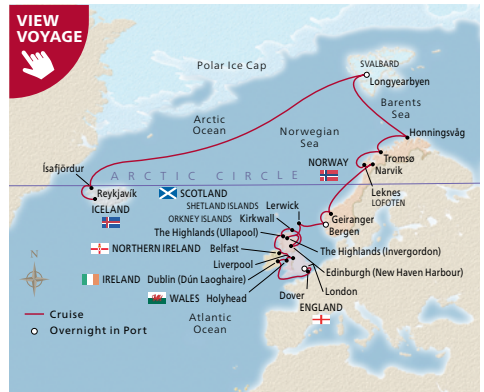 VIEW
VOYAGE
Polar Ice Cap
SVALBARD
Longyearbyen
Barents
Sea
Arctic
Ocean
Norwegian
Sea
Honningsvåg
Ísafjördur
NORWAY
Tromsø
Narvik
ARCTIC CIRCLE
Reykjavík
ICELAND
SCOTLAND
Leknes
LOFOTEN
SHETLAND ISLANDS
Lerwick
ORKNEY ISLANDS
Kirkwall
Geiranger
Bergen
The Highlands (Ullapool)
NORTHERN IRELAND
Belfast
The Highlands (Invergordon)
Liverpool
Edinburgh (New Haven Harbour)
IRELAND
Dublin (Dún Laoghaire)
London
WALES
Holyhead
Dover
ENGLAND
Atlantic
Ocean
N
Cruise
Overnight in Port